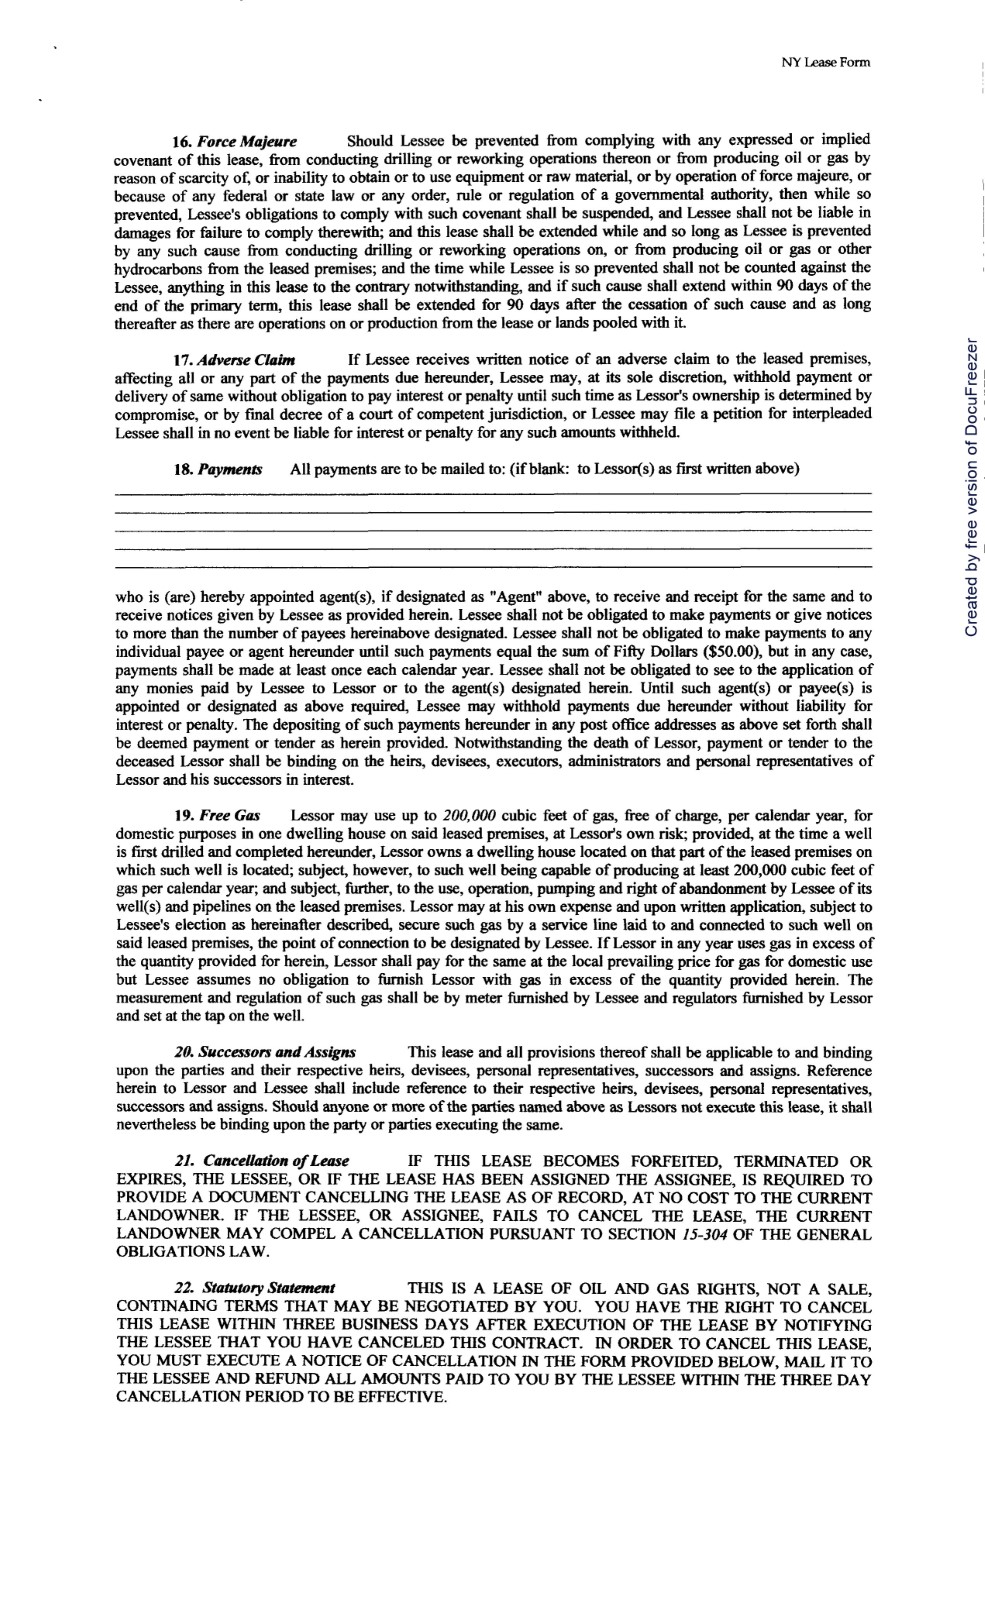 NY Lease Form
16. Force Majeure Should Lessee be prevented from complying with any expressed or implied
covenant of this lease, from conducting drilling or reworking operations thereon or from producing oil or gas by
reason of scarcity of, or inability to obtain or to use equipment or raw material, or by operation of force majeure, or
because of any federal or state law or any order, rule or regulation of a governmental authority, then while so
prevented, Lessee's obligations to comply with such covenant shall be suspended, and Lessee shall not be liable in
damages for failure to comply therewith; and this lease shall be extended while and so long as Lessee is prevented
by any such cause from conducting drilling or reworking operations on, or from producing oil or gas or other
hydrocarbons from the leased premises; and the time while Lessee is so prevented shall not be counted against the
Lessee, anything in this lease to the contrary notwithstanding, and if such cause shall extend within 90 days of the
end of the primary term, this lease shall be extended for 90 days after the cessation of such cause and as long
thereafter as there are operations on or production from the lease or lands pooled with it.
17. Adverse Claim If Lessee receives written notice of an adverse claim to the leased premises,
affecting all or any part of the payments due hereunder, Lessee may, at its sole discretion, withhold payment or
delivery of same without obligation to pay interest or penalty until such time as Lessor's ownership is determined by
compromise, or by final decree of a court of competent jurisdiction, or Lessee may file a petition for interpleaded
Lessee shall in no event be liable for interest or penalty for any such amounts withheld.
18. Payments All payments are to be mailed to: (if blank: to Lessor(s) as first written above)
who is (are) hereby appointed agent(s), if designated as "Agent" above, to receive and receipt for the same and to
receive notices given by Lessee as provided herein. Lessee shall not be obligated to make payments or give notices
to more than the number of payees hereinabove designated. Lessee shall not be obligated to make payments to any
individual payee or agent hereunder until such payments equal the sum of Fifty Dollars ($50.00), but in any case,
payments shall be made at least once each calendar year. Lessee shall not be obligated to see to the application of
any monies paid by Lessee to Lessor or to the agent(s) designated herein. Until such agent(s) or payee(s) is
appointed or designated as above required, Lessee may withhold payments due hereunder without liability for
interest or penalty. The depositing of such payments hereunder in any post office addresses as above set forth shall
be deemed payment or tender as herein provided. Notwithstanding the death of Lessor, payment or tender to the
deceased Lessor shall be binding on the heirs, devisees, executors, administrators and personal representatives of
Lessor and his successors in interest.
19. Free Gas Lessor may use up to 200,000 cubic feet of gas, free of charge, per calendar year, for
domestic purposes in one dwelling house on said leased premises, at Lessor's own risk; provided, at the time a well
is first drilled and completed hereunder, Lessor owns a dwelling house located on that part of the leased premises on
which such well is located; subject, however, to such well being capable of producing at least 200,000 cubic feet of
gas per calendar year; and subject, further, to the use, operation, pumping and right of abandonment by Lessee of its
well(s) and pipelines on the leased premises. Lessor may at his own expense and upon written application, subject to
Lessee's election as hereinafter described, secure such gas by a service line laid to and connected to such well on
said leased premises, the point of connection to be designated by Lessee. If Lessor in any year uses gas in excess of
the quantity provided for herein, Lessor shall pay for the same at the local prevailing price for gas for domestic use
but Lessee assumes no obligation to furnish Lessor with gas in excess of the quantity provided herein. The
measurement and regulation of such gas shall be by meter furnished by Lessee and regulators furnished by Lessor
and set at the tap on the well.
20. Successors and Assigns This lease and all provisions thereof shall be applicable to and binding
upon the parties and their respective heirs, devisees, personal representatives, successors and assigns. Reference
herein to Lessor and Lessee shall include reference to their respective heirs, devisees, personal representatives,
successors and assigns. Should anyone or more of the parties named above as Lessors not execute this lease, it shall
nevertheless be binding upon the party or parties executing the same.
21. Cancellation of Lease IF THIS LEASE BECOMES FORFEITED, TERMINATED OR
EXPIRES, THE LESSEE, OR IF THE LEASE HAS BEEN ASSIGNED THE ASSIGNEE, IS REQUIRED TO
PROVIDE A DOCUMENT CANCELLING THE LEASE AS OF RECORD, AT NO COST TO THE CURRENT
LANDOWNER. IF THE LESSEE, OR ASSIGNEE, FAILS TO CANCEL THE LEASE, THE CURRENT
LANDOWNER MAY COMPEL A CANCELLATION PURSUANT TO SECTION 15-304 OF THE GENERAL
OBLIGATIONS LAW.
22. Statutory Statement THIS IS A LEASE OF OIL AND GAS RIGHTS, NOT A SALE,
CONTINAING TERMS THAT MAY BE NEGOTIATED BY YOU. YOU HAVE THE RIGHT TO CANCEL
THIS LEASE WITHIN THREE BUSINESS DAYS AFTER EXECUTION OF THE LEASE BY NOTIFYING
THE LESSEE THAT YOU HAVE CANCELED THIS CONTRACT. IN ORDER TO CANCEL THIS LEASE,
YOU MUST EXECUTE A NOTICE OF CANCELLATION IN THE FORM PROVIDED BELOW, MAIL IT TO
THE LESSEE AND REFUND ALL AMOUNTS PAID TO YOU BY THE LESSEE WITHIN THE THREE DAY
CANCELLATION PERIOD TO BE EFFECTIVE.
Created by free version of DocuFreezer